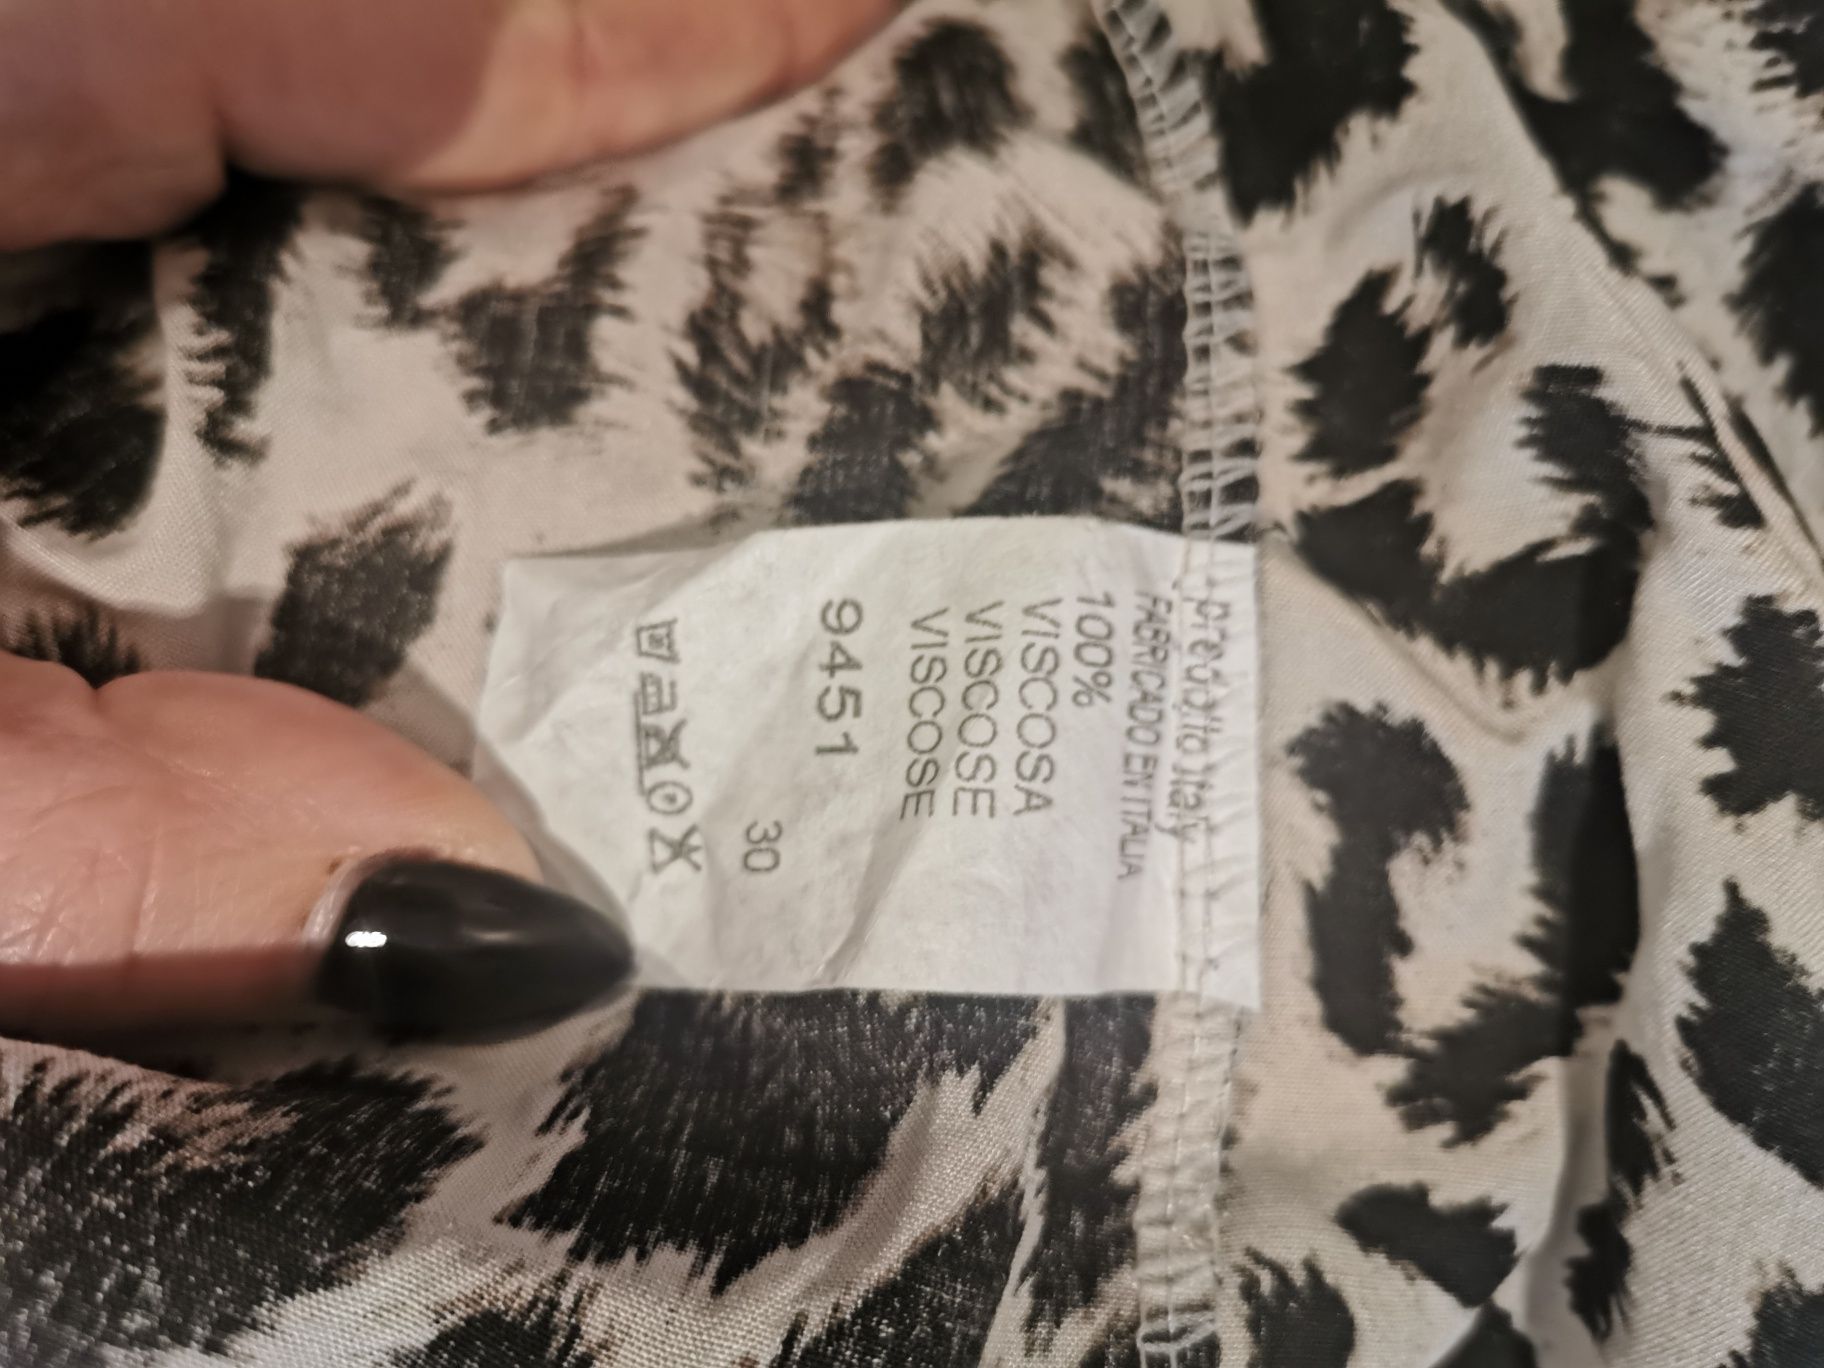 prodotto Italy
FABRICADO EN ITALIA
100%
VISCOSA
VISCOSE
VISCOSE
9451
30